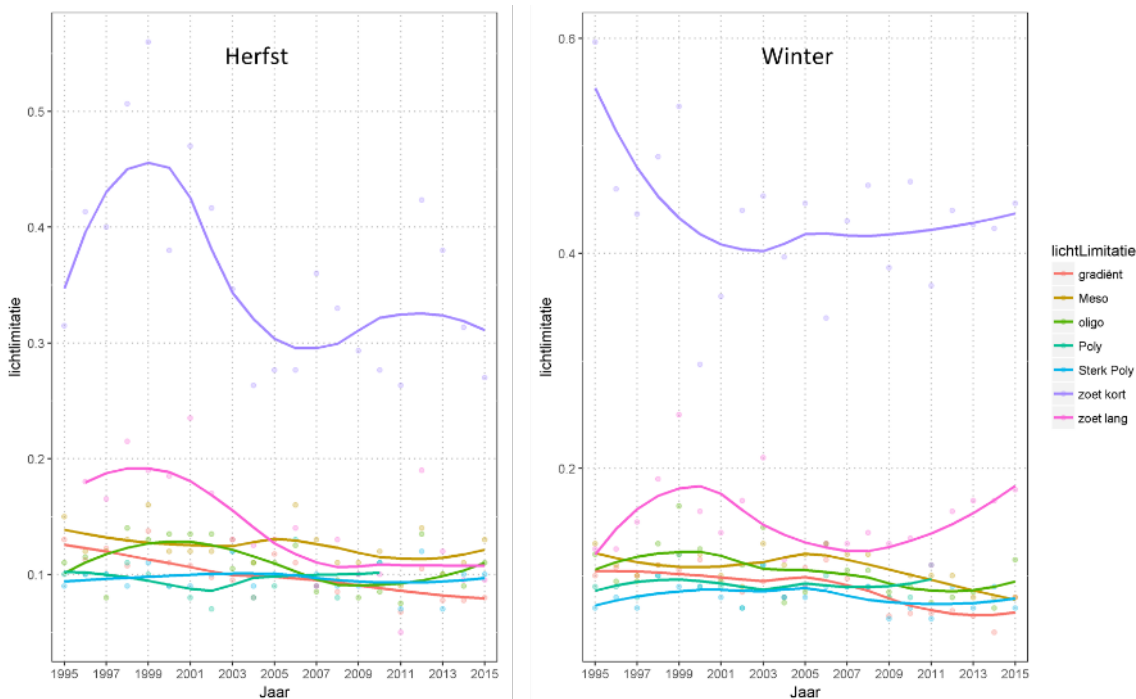 Herfst
lichtlimitatie
0.5
0.4
0.3
0.2
0.1
1995 1997 1999 2001 2003 2005 2007 2009 2011 2013 2015
Jaar
Winter
lichtlimitatie
0.6
0.4
0.2
1995 1997 1999 2001 2003 2005 2007 2009 2011 2013 2015
Jaar
lichtLimitatie
gradiënt
Meso
oligo
Poly
Sterk Poly
zoet kort
zoet lang